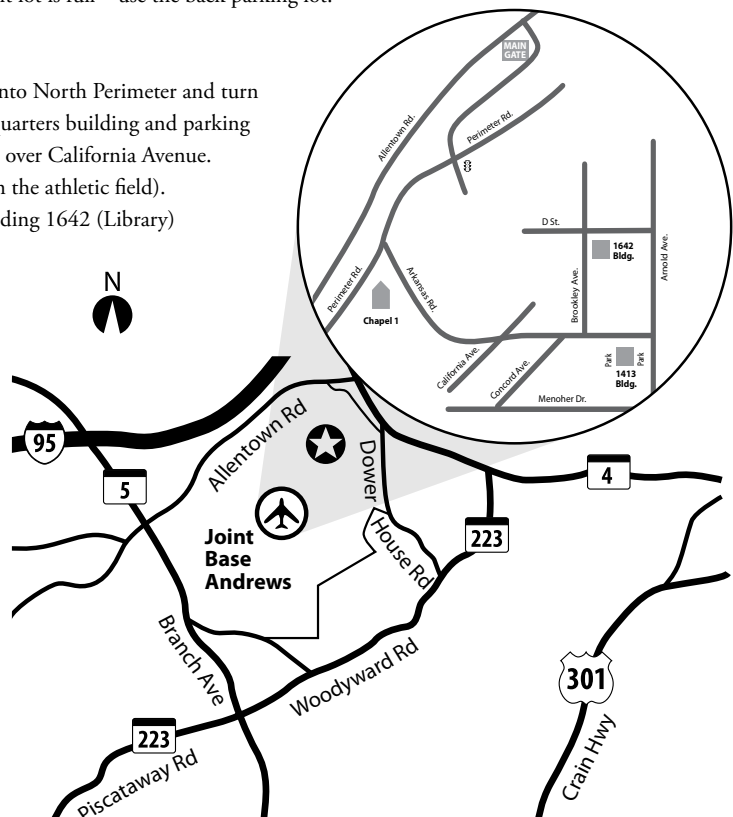 t lot is full – use the back parking lot.
nto North Perimeter and turn
uarters building and parking
over California Avenue.
n the athletic field).
ding 1642 (Library)
MAIN
GATE
Allentown Rd.
Perimeter Rd.
D St.
1642
Bldg.
Arnold Ave.
Brookley Ave.
Perimeter Rd.
Arkansas Rd.
Chapel 1
California Ave.
Concord Ave.
Park
1413
Bldg.
Park
Menoher Dr.
N
95
5
Allentown Rd
Dower
House Rd
4
223
Joint
Base
Andrews
Branch Ave
Woodyward Rd
301
223
Piscataway Rd
Crain Hwy